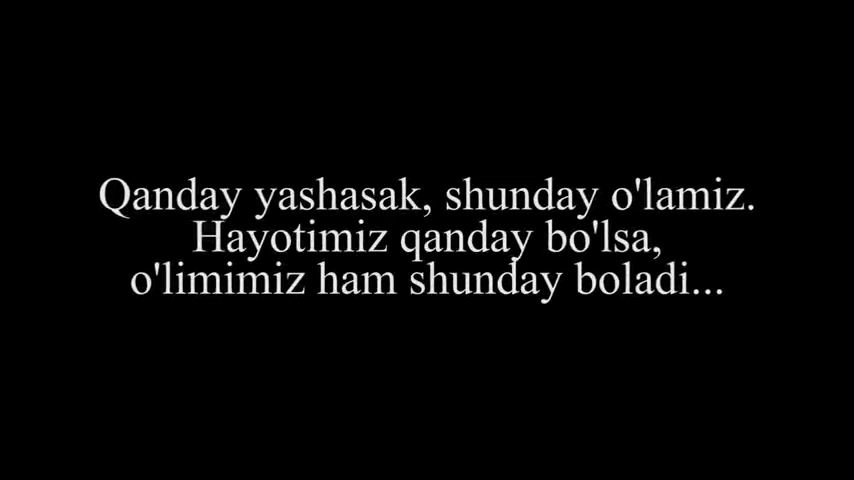 Qanday yashasak, shunday o'lamiz.
Hayotimiz qanday bo'lsa,
o'limimiz ham shunday boladi...